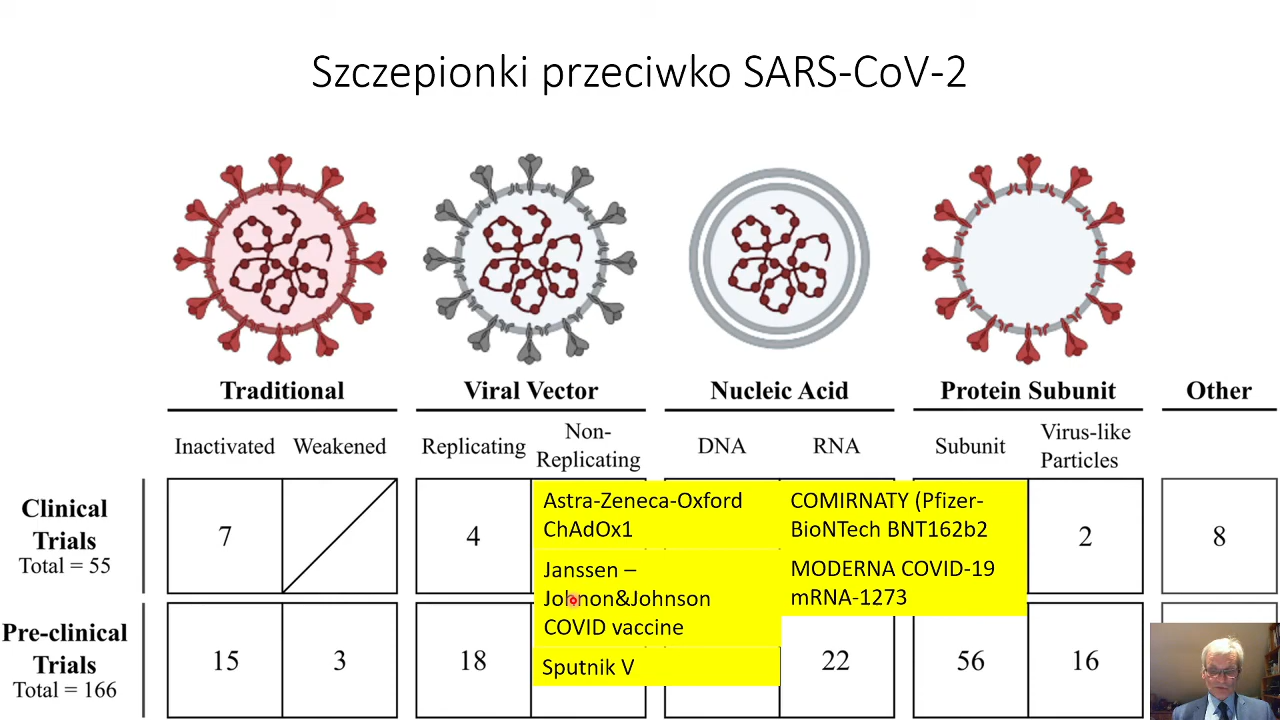 Szczepionki przeciwko SARS-CoV-2
Traditional
Viral Vector
Nucleic Acid
Protein Subunit
Other
Inactivated
Weakened
Replicating
Non-
Replicating
DNA
RNA
Subunit
Virus-like
Particles
Clinical
Trials
Total = 55
7
4
Astra-Zeneca-Oxford
ChAdOx1
Janssen –
Johnon&Johnson
COVID vaccine
Sputnik V
COMIRNATY (Pfizer-
BioNTech BNT162b2
MODERNA COVID-19
mRNA-1273
2
8
Pre-clinical
Trials
Total = 166
15
3
18
22
56
16